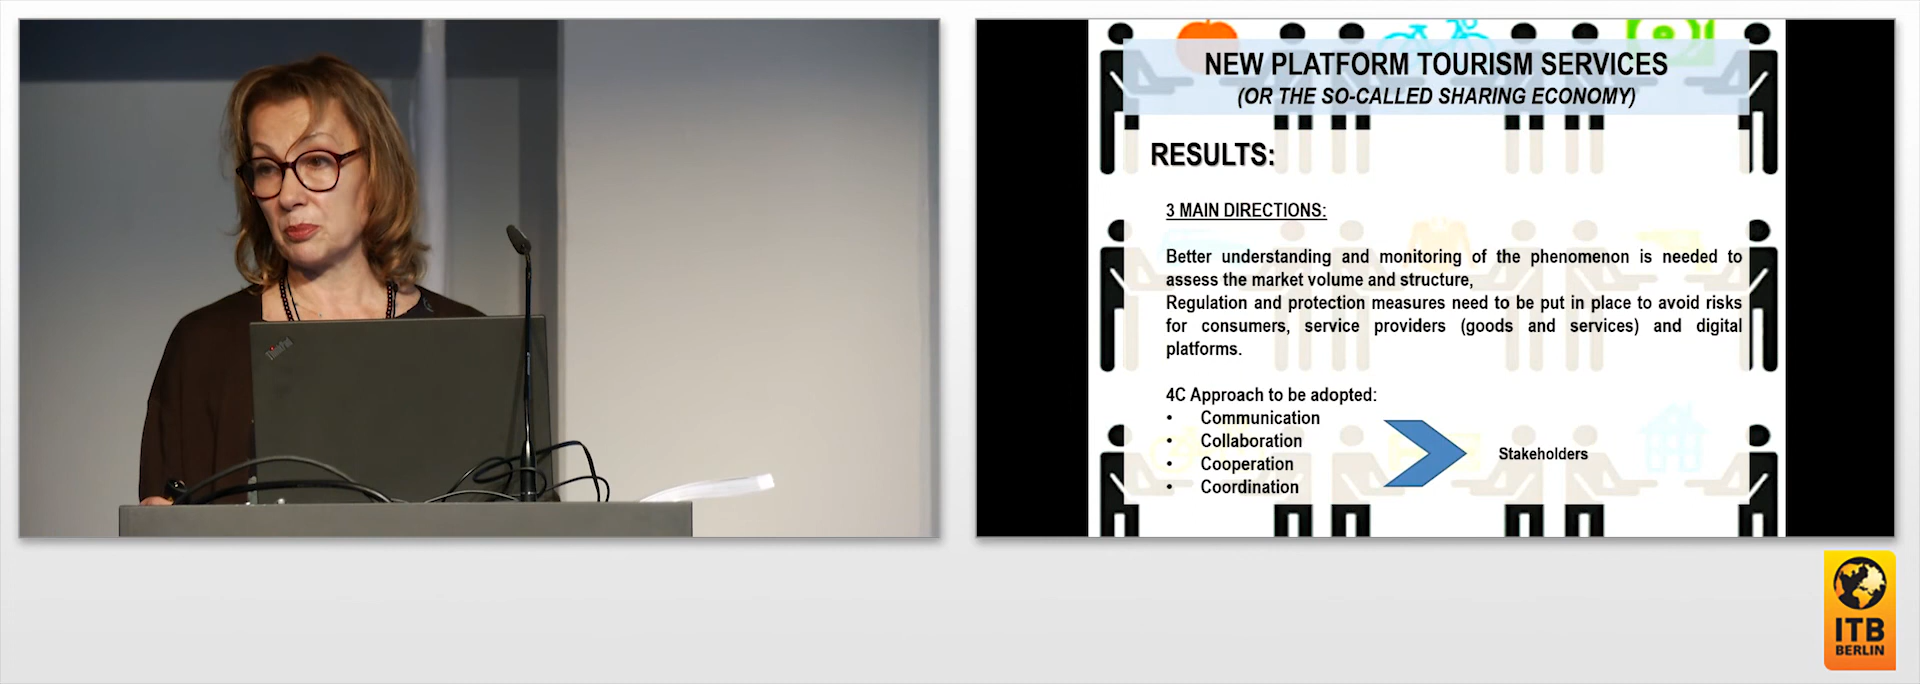 ThinkPad
NEW PLATFORM TOURISM SERVICES
(OR THE SO-CALLED SHARING ECONOMY)
RESULTS:
3 MAIN DIRECTIONS:
Better understanding and monitoring of the phenomenon is needed to
assess the market volume and structure,
Regulation and protection measures need to be put in place to avoid risks
for consumers, service providers (goods and services) and digital
platforms.
4C Approach to be adopted:
• Communication
• Collaboration
• Cooperation
• Coordination
Stakeholders
ITB
BERLIN